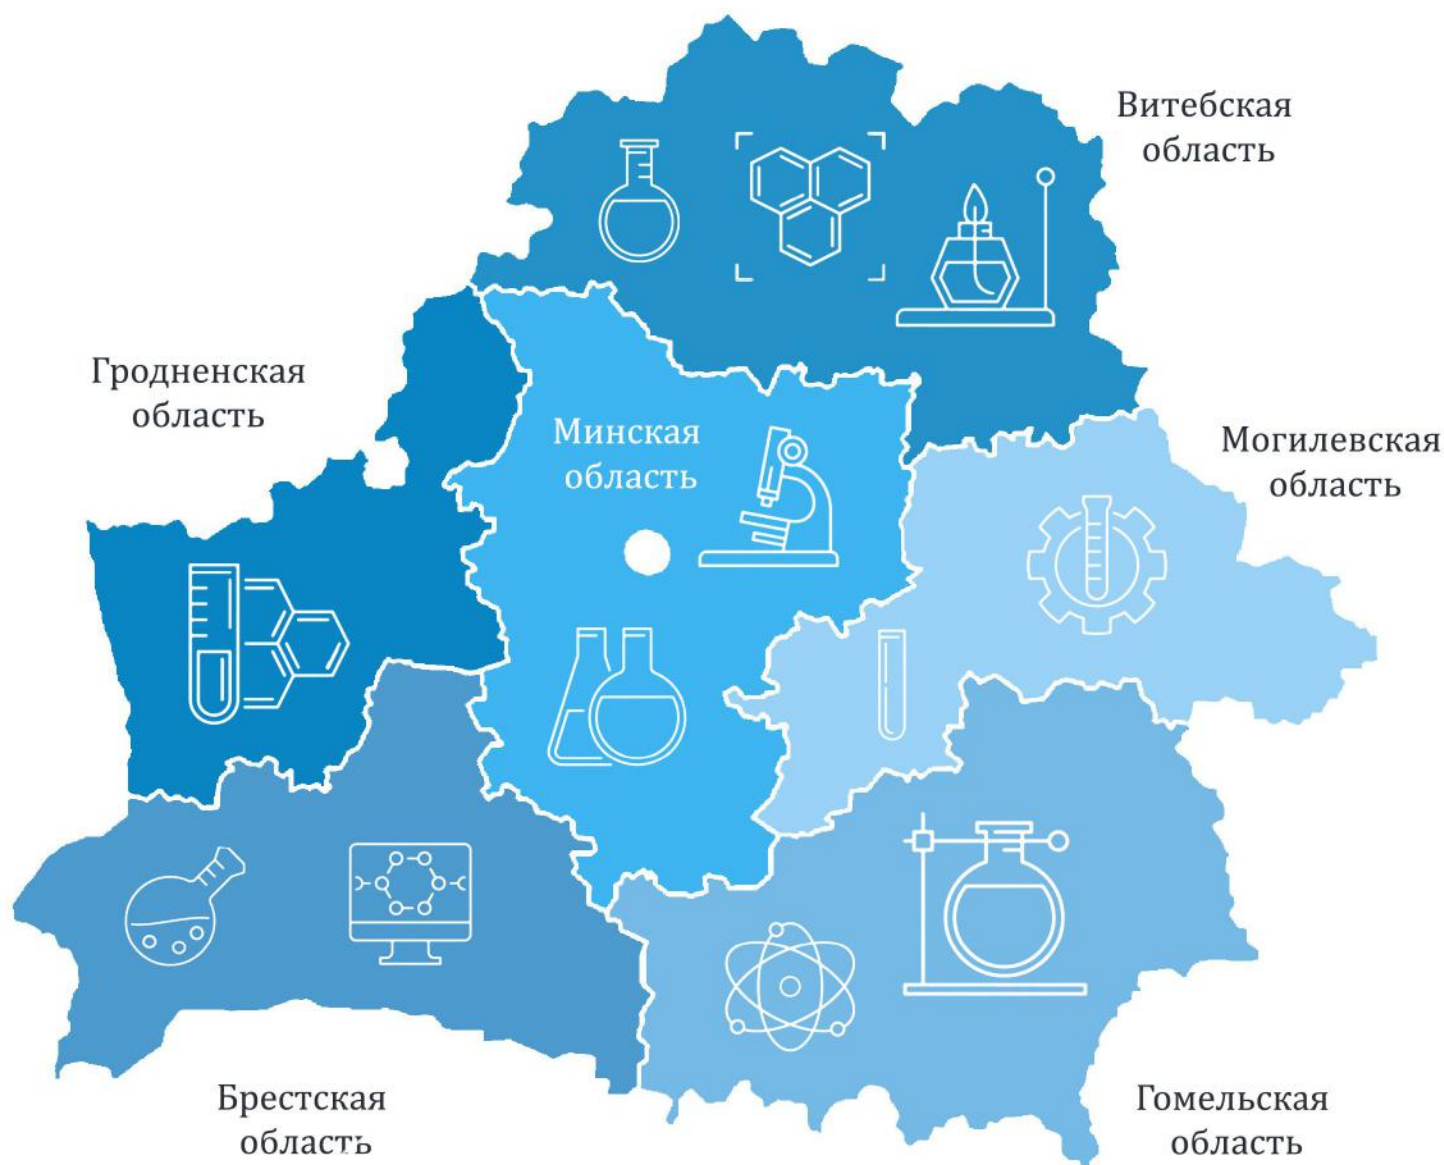 Витебская
область
Гродненская
область
Минская
область
Могилевская
область
Брестская
область
Гомельская
область